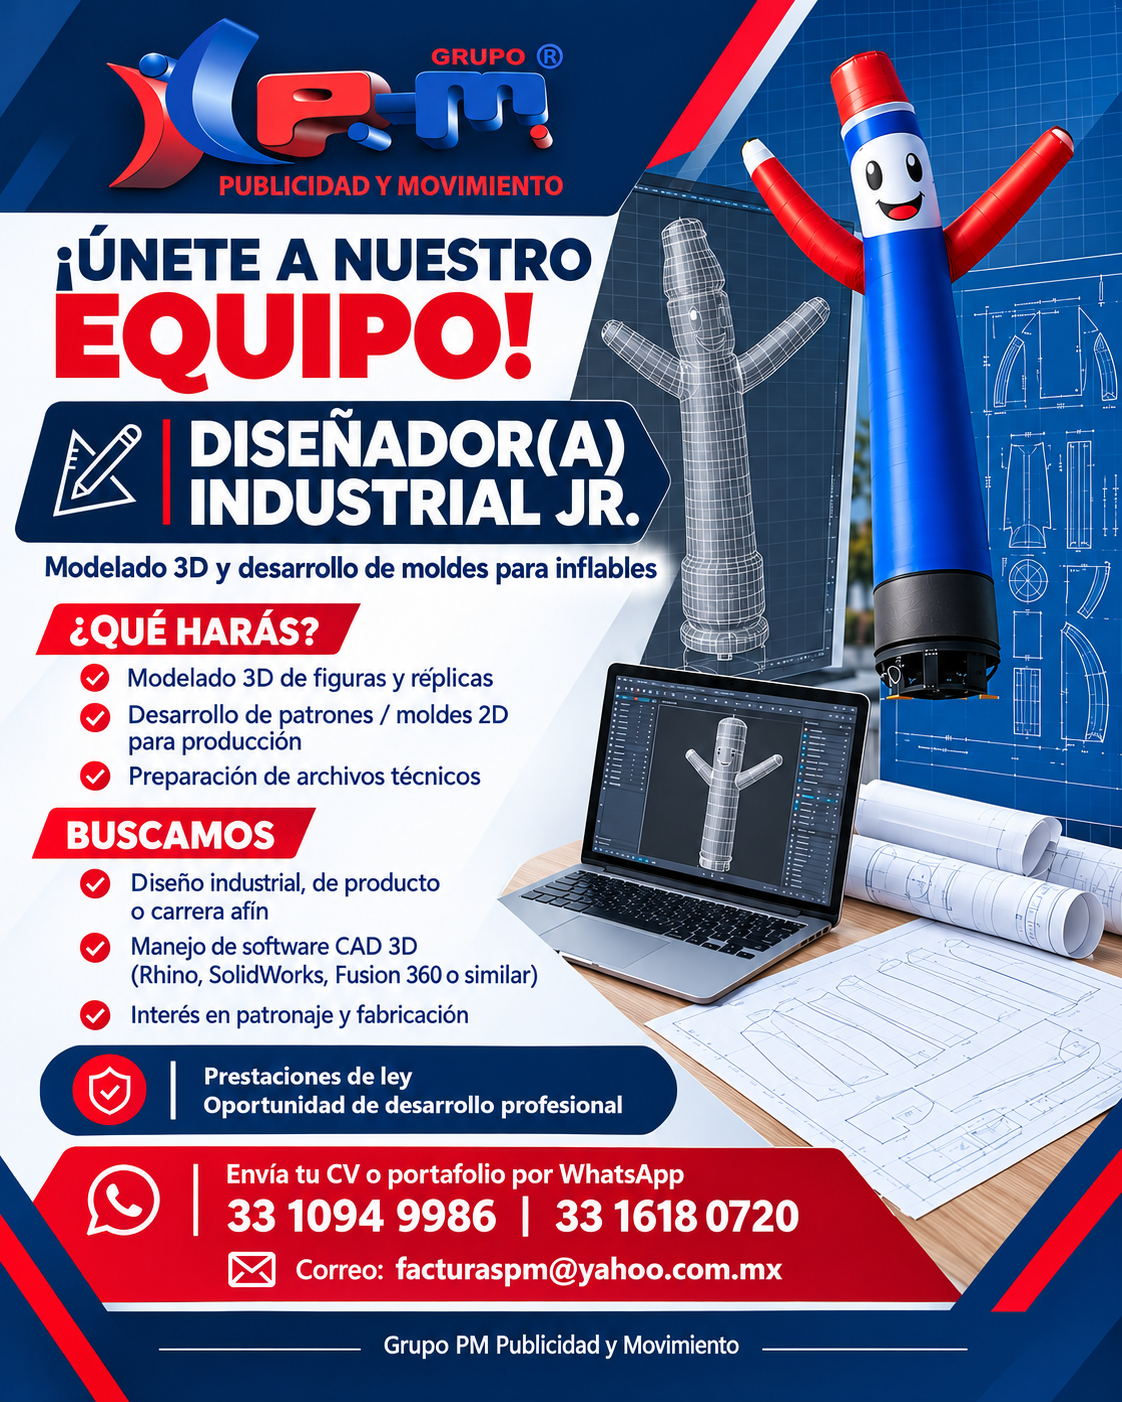 GRUPO ®
PM
PUBLICIDAD Y MOVIMIENTO
¡ÚNETE A NUESTRO
EQUIPO!
DISEÑADOR(A)
INDUSTRIAL JR.
Modelado 3D y desarrollo de moldes para inflables
¿QUÉ HARÁS?
Modelado 3D de figuras y réplicas
Desarrollo de patrones / moldes 2D
para producción
Preparación de archivos técnicos
BUSCAMOS
Diseño industrial, de producto
o carrera afín
Manejo de software CAD 3D
(Rhino, SolidWorks, Fusion 360 o similar)
Interés en patronaje y fabricación
Prestaciones de ley
Oportunidad de desarrollo profesional
Envía tu CV o portafolio por WhatsApp
33 1094 9986 | 33 1618 0720
Correo: facturaspm@yahoo.com.mx
Grupo PM Publicidad y Movimiento